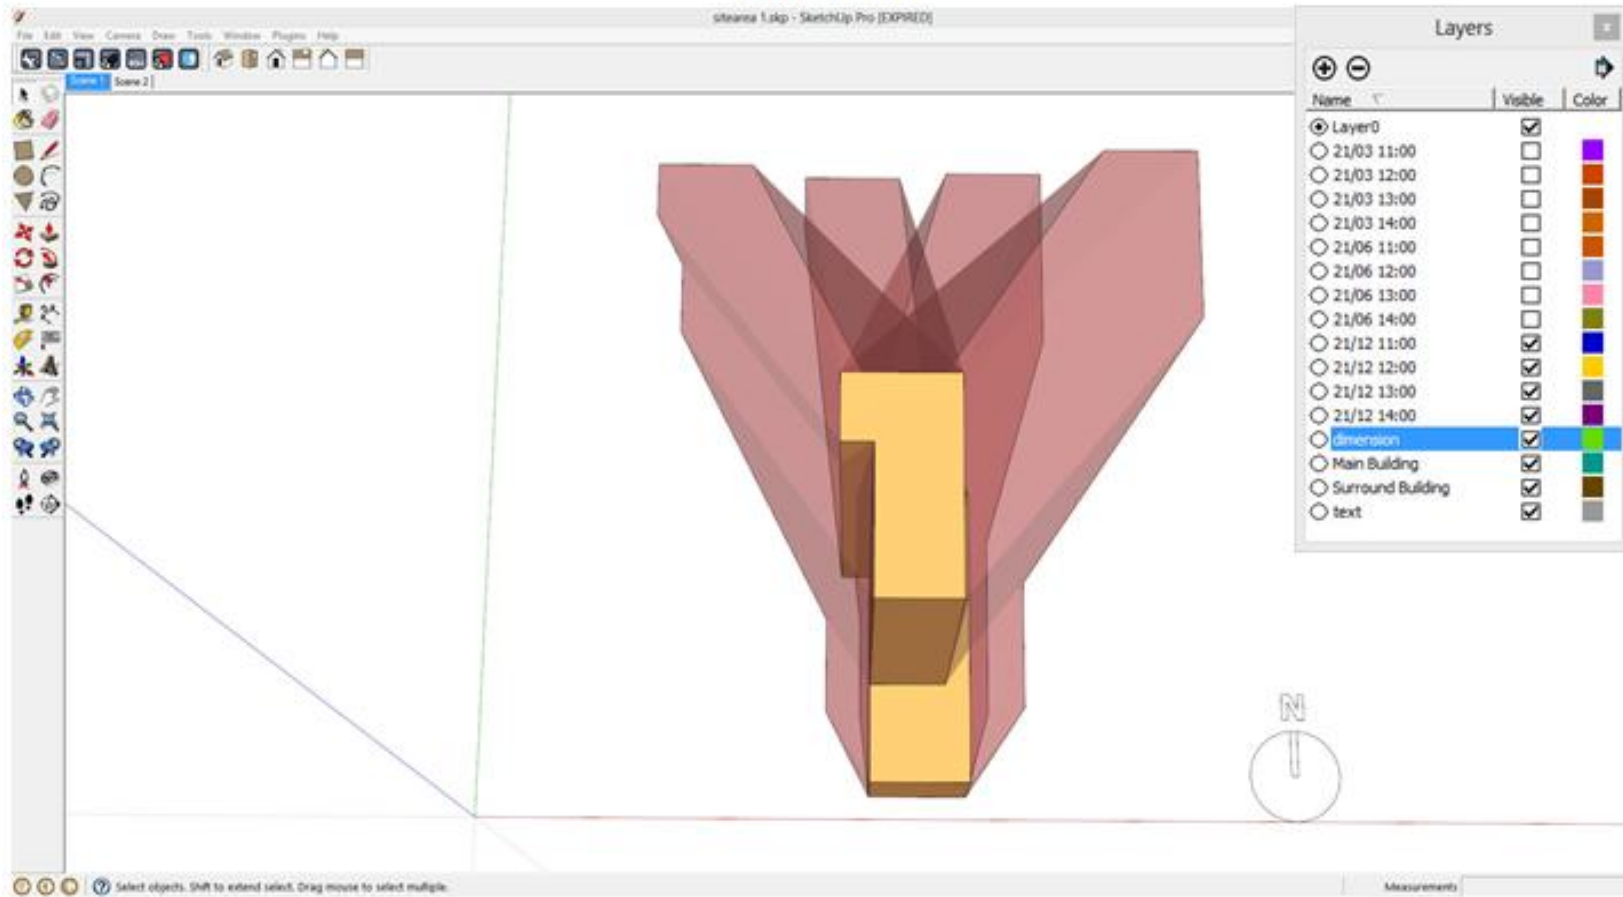 sitearea 1.skp - SketchUp Pro [EXPIRED]
File Edit View Camera Draw Tools Window Plugins Help
Scene 1 Scene 2
Layers
Name Visible Color
Layer0
21/03 11:00
21/03 12:00
21/03 13:00
21/03 14:00
21/06 11:00
21/06 12:00
21/06 13:00
21/06 14:00
21/12 11:00
21/12 12:00
21/12 13:00
21/12 14:00
dimension
Main Building
Surround Building
text
N
Select objects. Shift to extend select. Drag mouse to select multiple.
Measurements